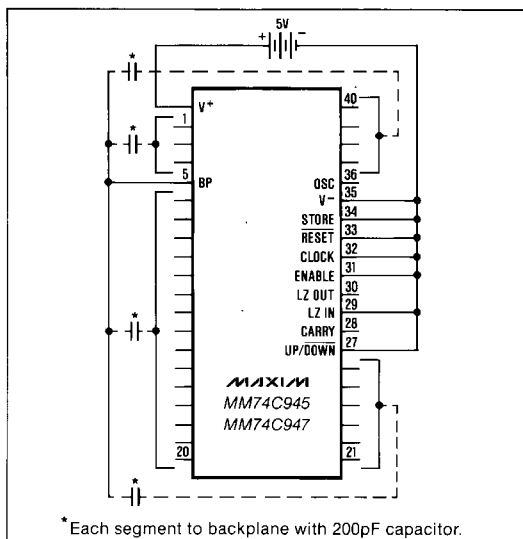 5V
+ −
*
40
V+
1
*
5 BP
36
OSC
35
V−
34
STORE
33
RESET
32
CLOCK
31
ENABLE
30
LZ OUT
29
LZ IN
28
CARRY
27
UP/DOWN
*
MAXIM
MM74C945
MM74C947
20
21
*
*Each segment to backplane with 200pF capacitor.